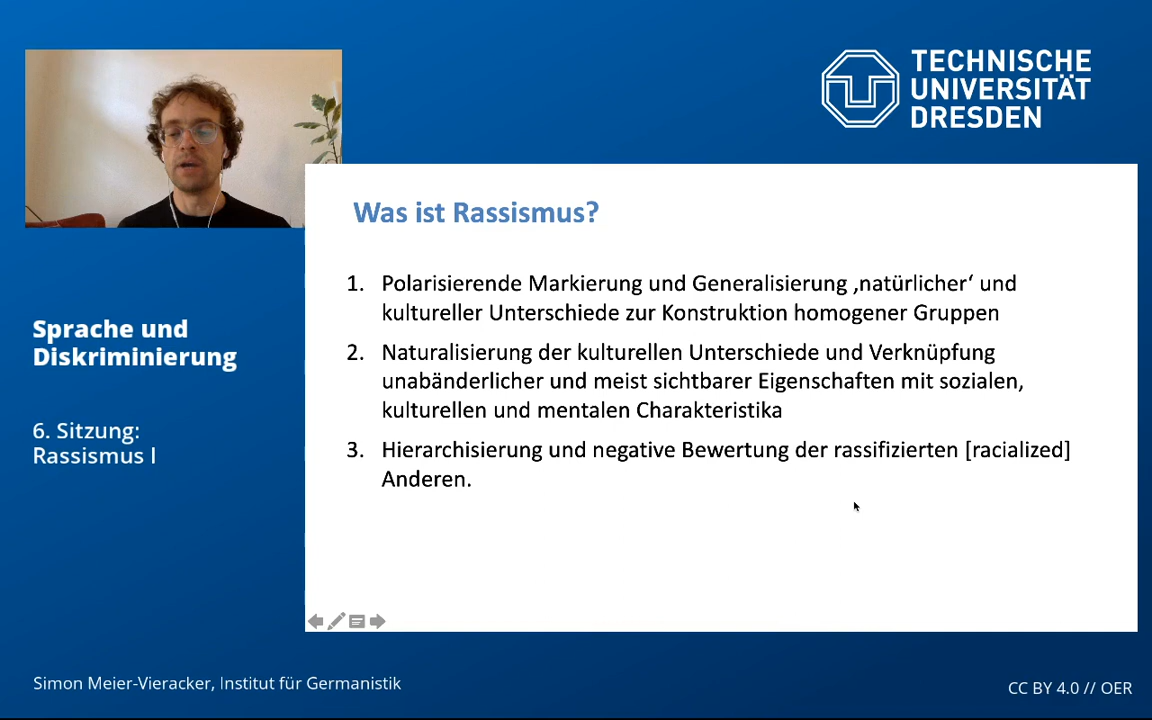 TECHNISCHE
UNIVERSITÄT
DRESDEN
Was ist Rassismus?
1. Polarisierende Markierung und Generalisierung ‚natürlicher‘ und
kultureller Unterschiede zur Konstruktion homogener Gruppen
2. Naturalisierung der kulturellen Unterschiede und Verknüpfung
unabänderlicher und meist sichtbarer Eigenschaften mit sozialen,
kulturellen und mentalen Charakteristika
3. Hierarchisierung und negative Bewertung der rassifizierten [racialized]
Anderen.
Sprache und
Diskriminierung
6. Sitzung:
Rassismus I
Simon Meier-Vieracker, Institut für Germanistik
CC BY 4.0 // OER